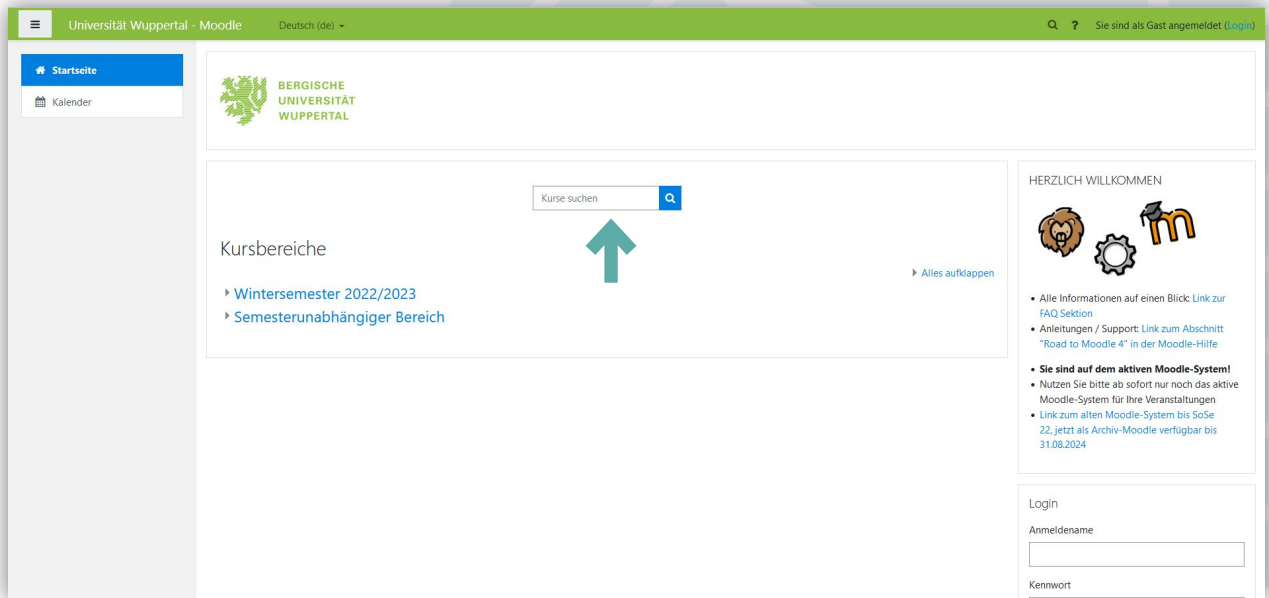 Universität Wuppertal - Moodle
Deutsch (de)
?
Sie sind als Gast angemeldet (Login)
Startseite
Kalender
BERGISCHE
UNIVERSITÄT
WUPPERTAL
Kurse suchen
Kursbereiche
Alles aufklappen
Wintersemester 2022/2023
Semesterunabhängiger Bereich
HERZLICH WILLKOMMEN
m
• Alle Informationen auf einen Blick: Link zur
FAQ Sektion
• Anleitungen / Support: Link zum Abschnitt
"Road to Moodle 4" in der Moodle-Hilfe
• Sie sind auf dem aktiven Moodle-System!
• Nutzen Sie bitte ab sofort nur noch das aktive
Moodle-System für Ihre Veranstaltungen
• Link zum alten Moodle-System bis SoSe
22, jetzt als Archiv-Moodle verfügbar bis
31.08.2024
Login
Anmeldename
Kennwort